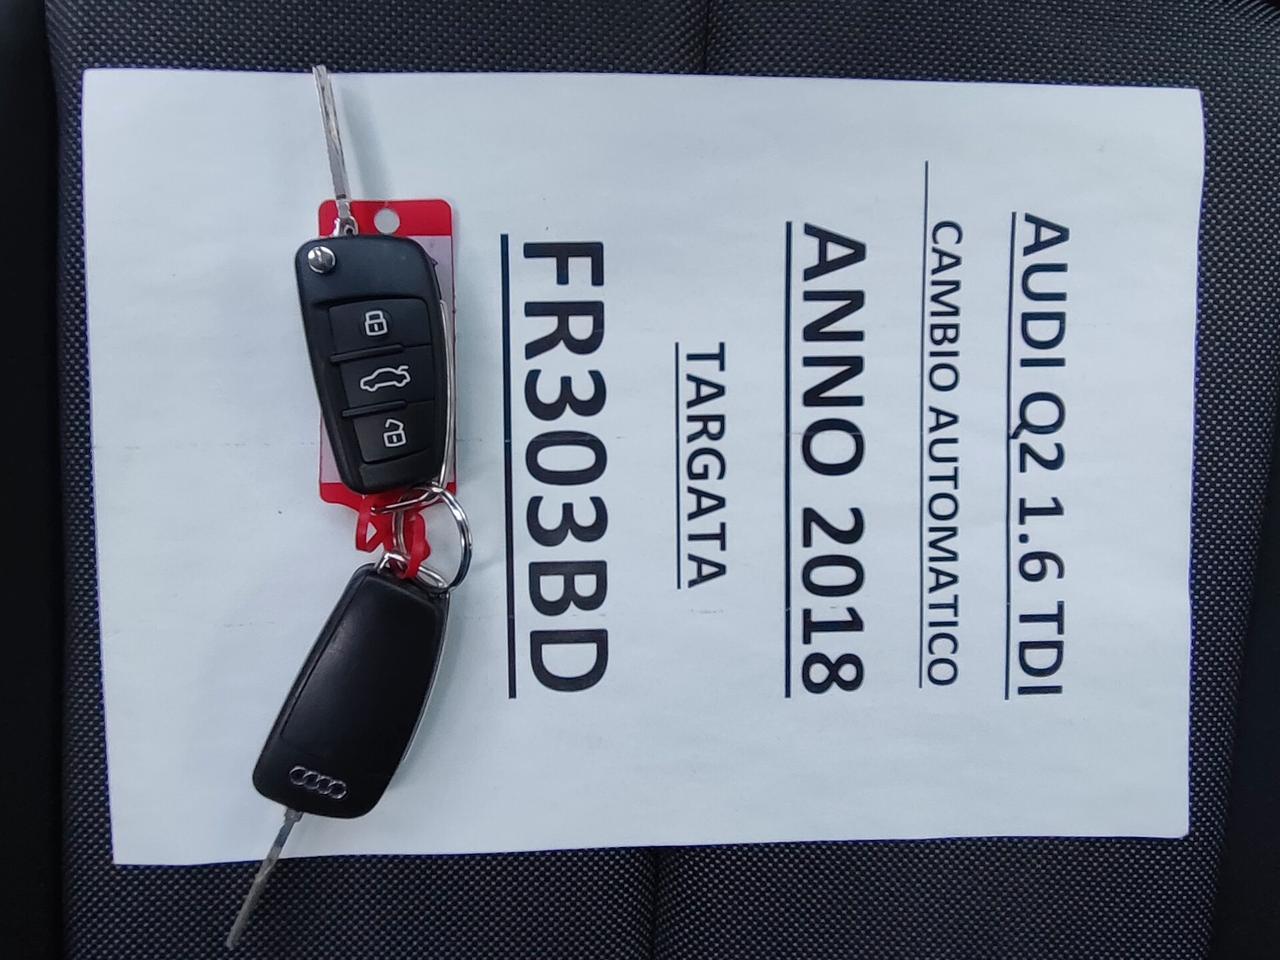 AUDI Q2 1.6 TDI
CAMBIO AUTOMATICO
ANNO 2018
TARGATA
FR303BD